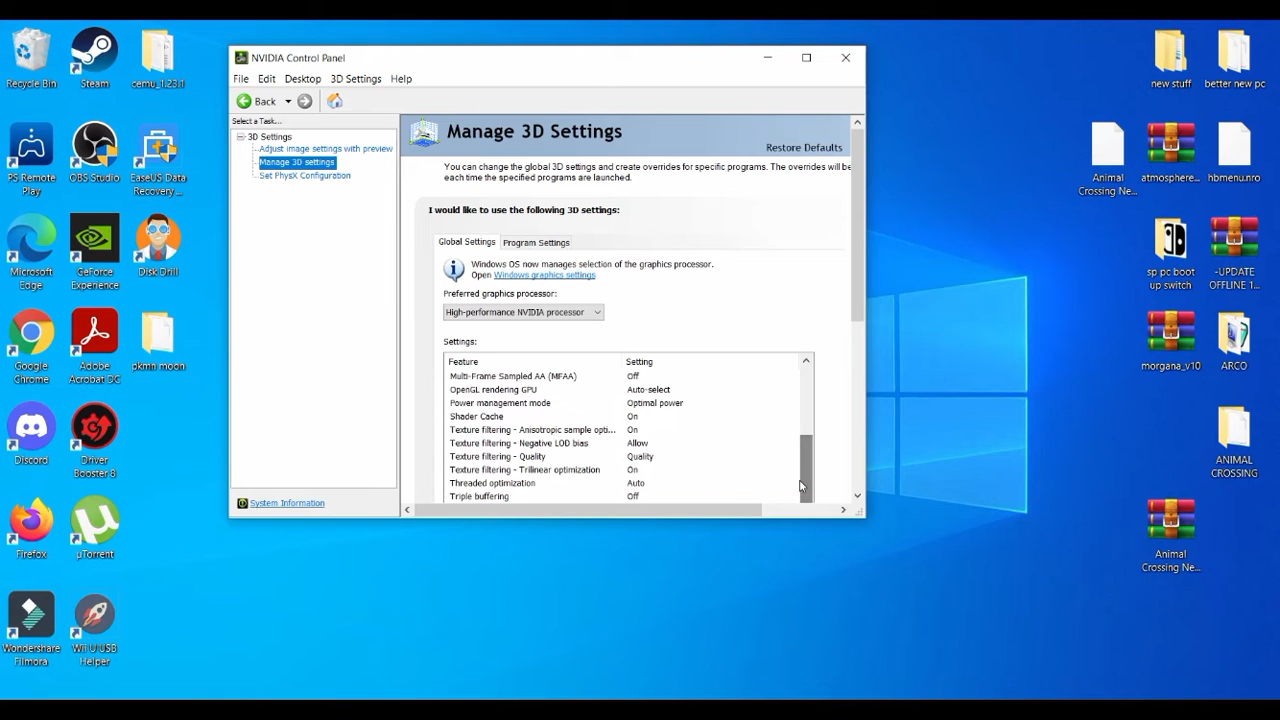 NVIDIA Control Panel
File Edit Desktop 3D Settings Help
Back
Select a Task...
3D Settings
Adjust image settings with preview
Manage 3D settings
Set PhysX Configuration
System Information
Manage 3D Settings
Restore Defaults
You can change the global 3D settings and create overrides for specific programs. The overrides will be
each time the specified programs are launched.
I would like to use the following 3D settings:
Global Settings Program Settings
Windows OS now manages selection of the graphics processor.
Open Windows graphics settings
Preferred graphics processor:
High-performance NVIDIA processor
Settings:
Feature Setting
Multi-Frame Sampled AA (MFAA) Off
OpenGL rendering GPU Auto-select
Power management mode Optimal power
Shader Cache On
Texture filtering - Anisotropic sample opti... On
Texture filtering - Negative LOD bias Allow
Texture filtering - Quality Quality
Texture filtering - Trilinear optimization On
Threaded optimization Auto
Triple buffering Off
Recycle Bin
Steam
cemu_1.23.1
PS Remote
Play
OBS Studio
EaseUS Data
Recovery ...
Microsoft
Edge
GeForce
Experience
Disk Drill
Google
Chrome
Adobe
Acrobat DC
pkmn moon
Discord
Driver
Booster 8
Firefox
µTorrent
Wondershare
Filmora
Wii U USB
Helper
new stuff
better new pc
Animal
Crossing Ne...
atmosphere...
hbmenu.nro
sp pc boot
up switch
-UPDATE
OFFLINE 1...
morgana_v10
ARCO
ANIMAL
CROSSING
Animal
Crossing Ne...